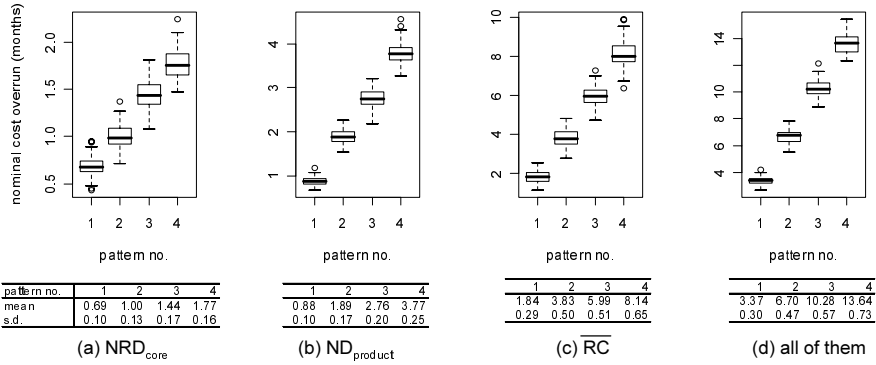 nominal cost overrun (months)
0.5 1.0 1.5 2.0
1 2 3 4
pattern no.
1 2 3 4
1 2 3 4
pattern no.
2 4 6 8 10
1 2 3 4
pattern no.
4 6 8 10 14
1 2 3 4
pattern no.
pattern no. 1 2 3 4
mean 0.69 1.00 1.44 1.77
s.d. 0.10 0.13 0.17 0.16
(a) NRDcore
1 2 3 4
0.88 1.89 2.76 3.77
0.10 0.17 0.20 0.25
(b) NDproduct
1 2 3 4
1.84 3.83 5.99 8.14
0.29 0.50 0.51 0.65
(c) RC
1 2 3 4
3.37 6.70 10.28 13.64
0.30 0.47 0.57 0.73
(d) all of them